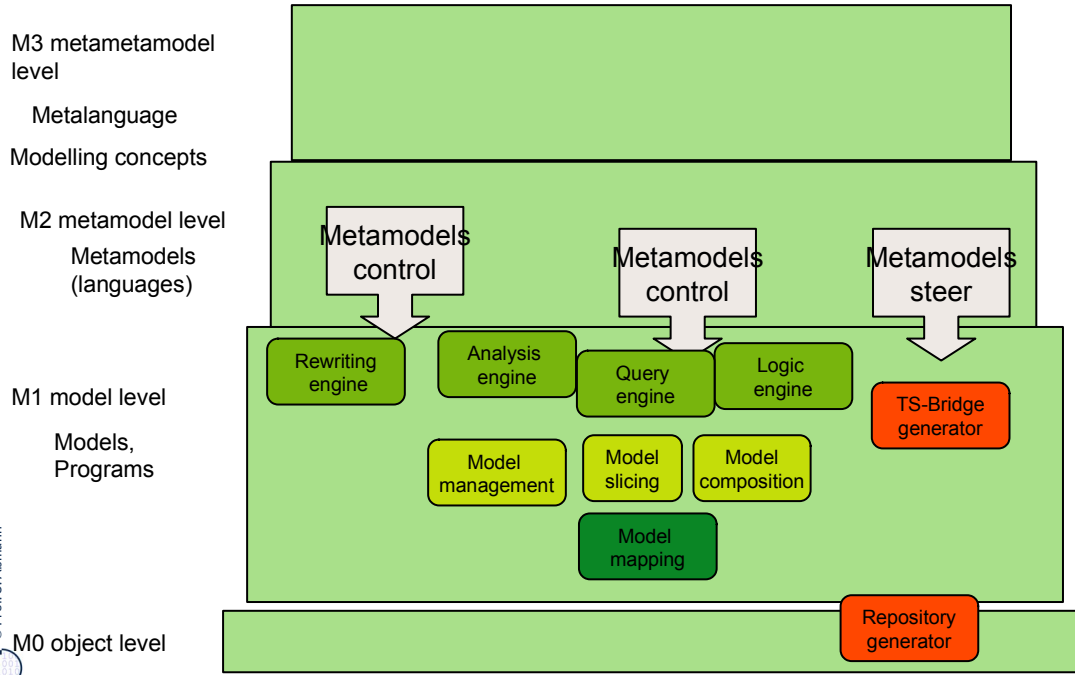 M3 metametamodel
level
Metalanguage
Modelling concepts
M2 metamodel level
Metamodels
(languages)
Metamodels
control
Metamodels
control
Metamodels
steer
Rewriting
engine
Analysis
engine
Query
engine
Logic
engine
TS-Bridge
generator
M1 model level
Models,
Programs
Model
management
Model
slicing
Model
composition
Model
mapping
Repository
generator
M0 object level